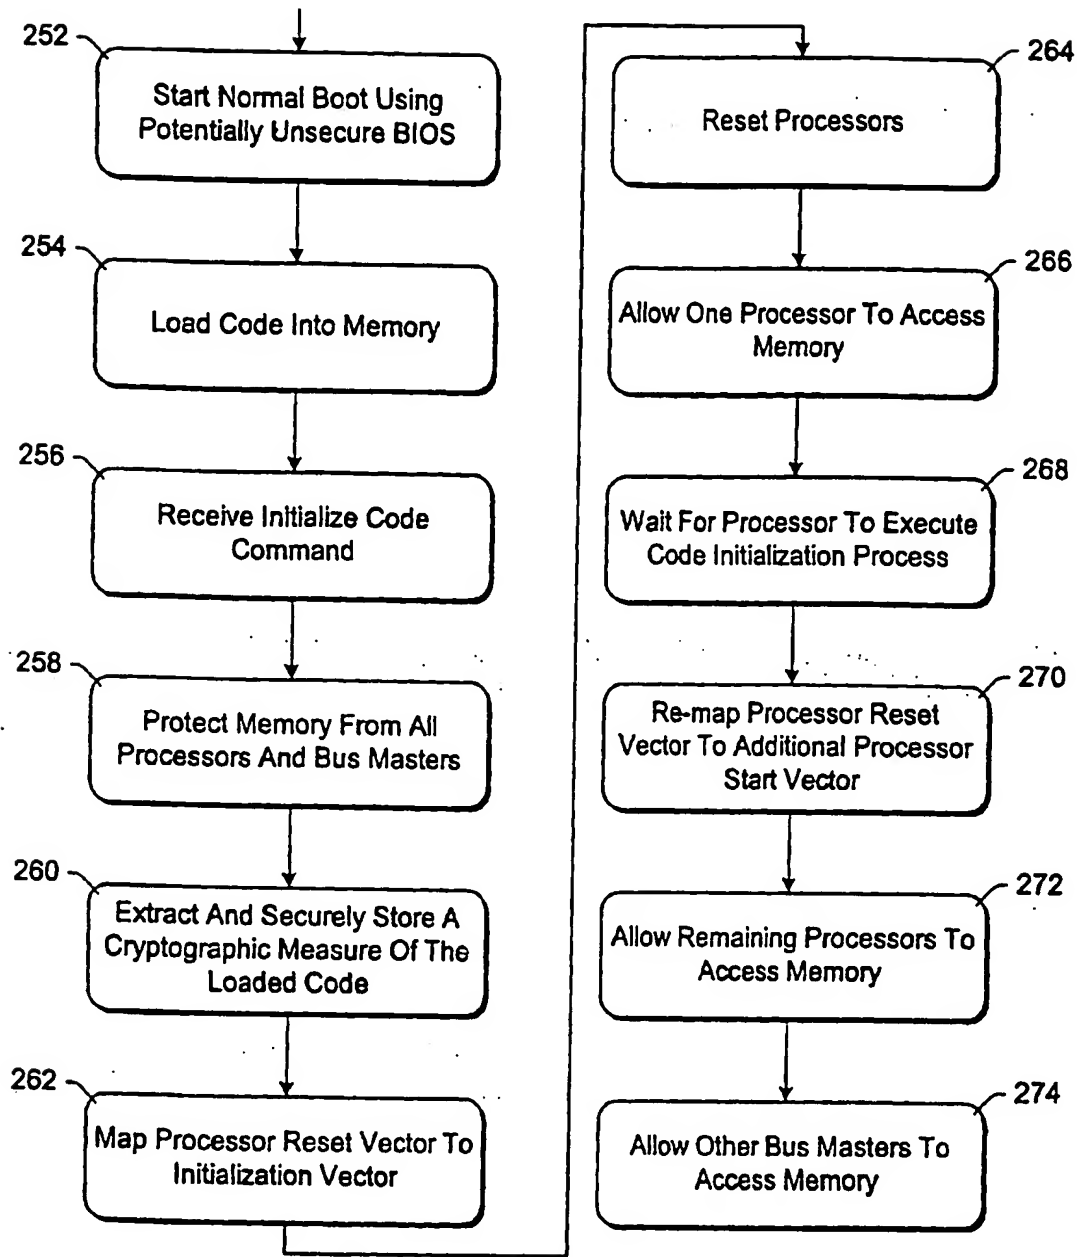 252
Start Normal Boot Using
Potentially Unsecure BIOS
254
Load Code Into Memory
256
Receive Initialize Code
Command
258
Protect Memory From All
Processors And Bus Masters
260
Extract And Securely Store A
Cryptographic Measure Of The
Loaded Code
262
Map Processor Reset Vector To
Initialization Vector
264
Reset Processors
266
Allow One Processor To Access
Memory
268
Wait For Processor To Execute
Code Initialization Process
270
Re-map Processor Reset
Vector To Additional Processor
Start Vector
272
Allow Remaining Processors To
Access Memory
274
Allow Other Bus Masters To
Access Memory